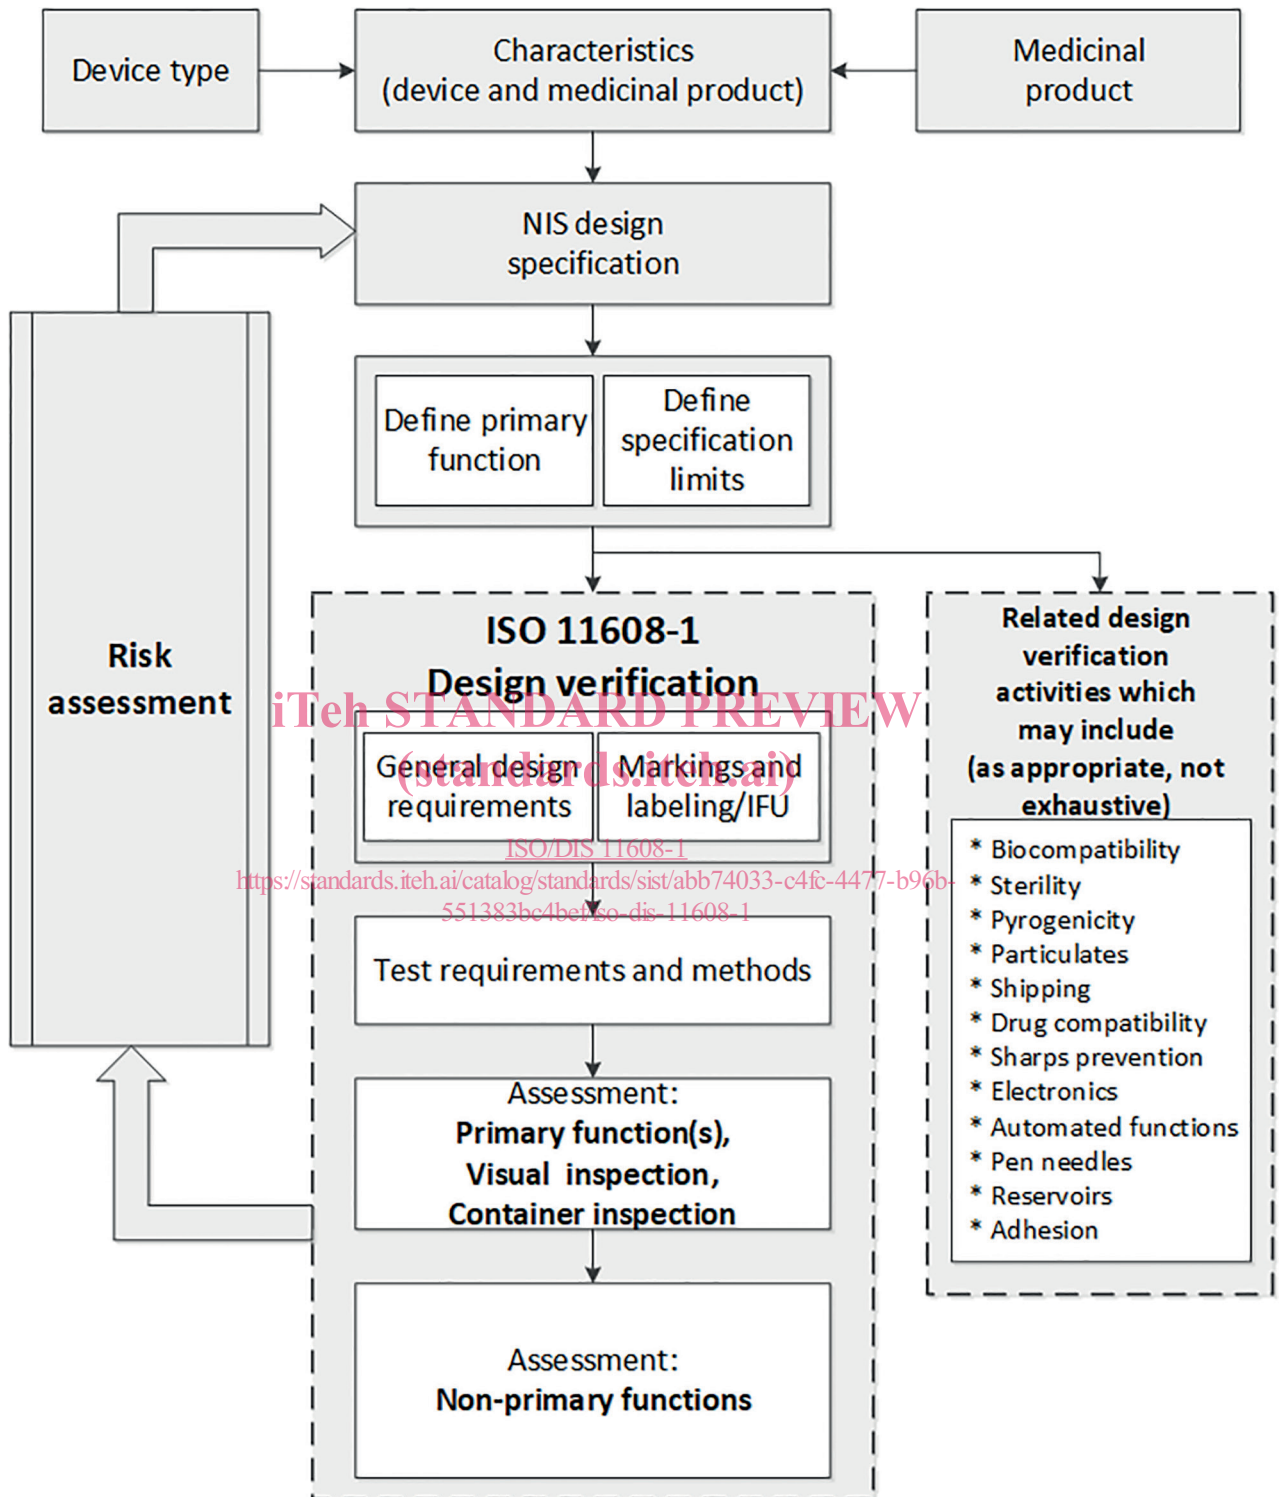 Device type
Characteristics
(device and medicinal product)
Medicinal
product
NIS design
specification
Define primary
function
Define
specification
limits
Risk
assessment
ISO 11608-1
Design verification
iTeh STANDARD PREVIEW
(standards.iteh.ai)
General design
requirements
Markings and
labeling/IFU
ISO/DIS 11608-1
https://standards.iteh.ai/catalog/standards/sist/abb74033-c4fc-4477-b96b-
551383bc4bef/iso-dis-11608-1
Test requirements and methods
Assessment:
Primary function(s),
Visual inspection,
Container inspection
Assessment:
Non-primary functions
Related design
verification
activities which
may include
(as appropriate, not
exhaustive)
* Biocompatibility
* Sterility
* Pyrogenicity
* Particulates
* Shipping
* Drug compatibility
* Sharps prevention
* Electronics
* Automated functions
* Pen needles
* Reservoirs
* Adhesion